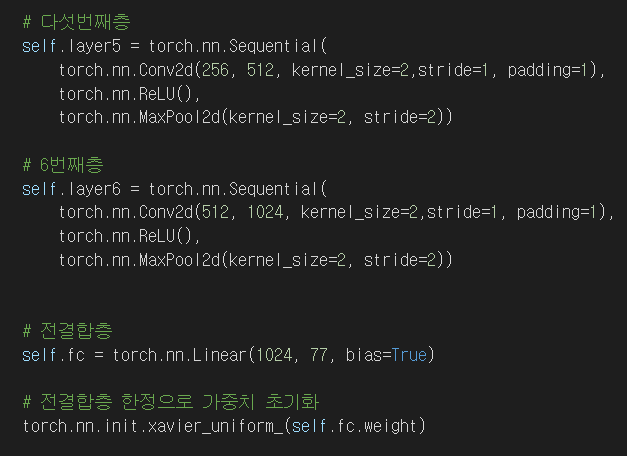 # 다섯번째층
self.layer5 = torch.nn.Sequential(
torch.nn.Conv2d(256, 512, kernel_size=2,stride=1, padding=1),
torch.nn.ReLU(),
torch.nn.MaxPool2d(kernel_size=2, stride=2))
# 6번째층
self.layer6 = torch.nn.Sequential(
torch.nn.Conv2d(512, 1024, kernel_size=2,stride=1, padding=1),
torch.nn.ReLU(),
torch.nn.MaxPool2d(kernel_size=2, stride=2))
# 전결합층
self.fc = torch.nn.Linear(1024, 77, bias=True)
# 전결합층 한정으로 가중치 초기화
torch.nn.init.xavier_uniform_(self.fc.weight)